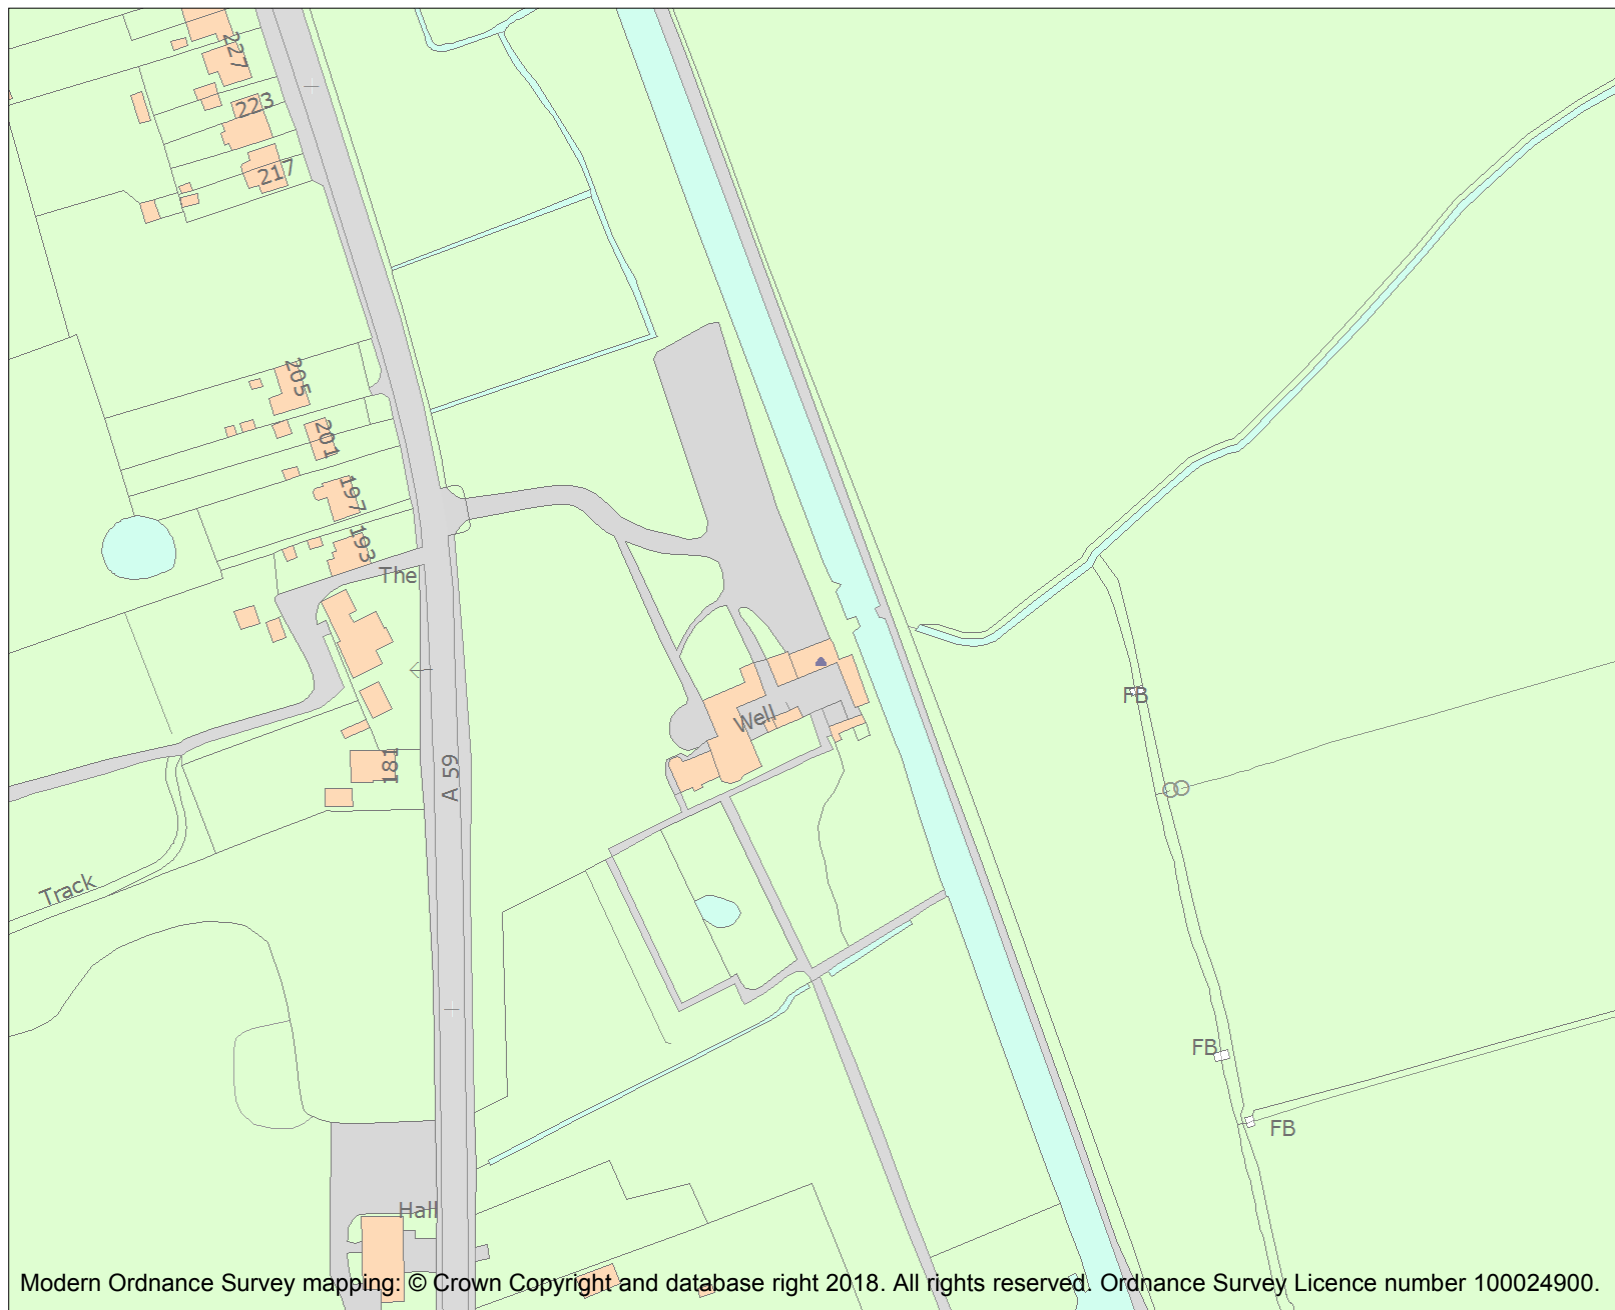 227
223
217
205
201
197
193
The
FB
Well
181
A 59
Track
FB
FB
Hall
Modern Ordnance Survey mapping: © Crown Copyright and database right 2018. All rights reserved. Ordnance Survey Licence number 100024900.